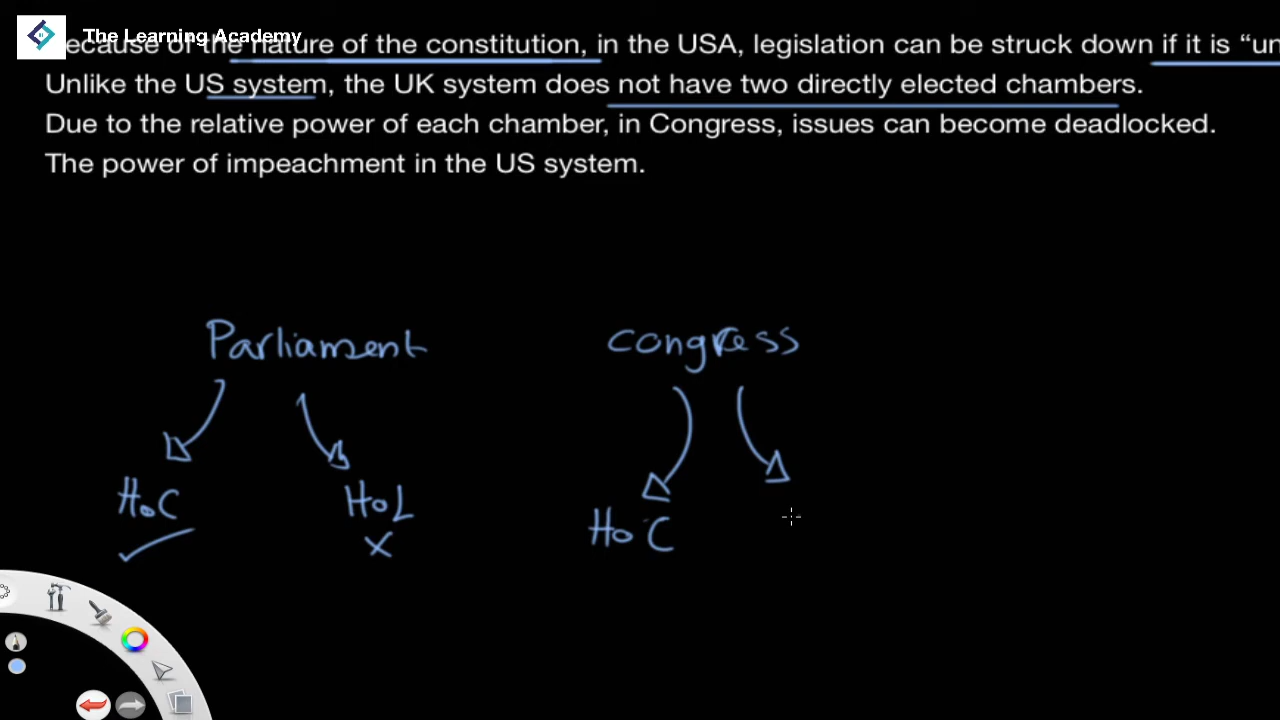 The Learning Academy
ecause of the nature of the constitution, in the USA, legislation can be struck down if it is “un
Unlike the US system, the UK system does not have two directly elected chambers.
Due to the relative power of each chamber, in Congress, issues can become deadlocked.
The power of impeachment in the US system.
Parliament
Congress
HoC
HoL
HoC